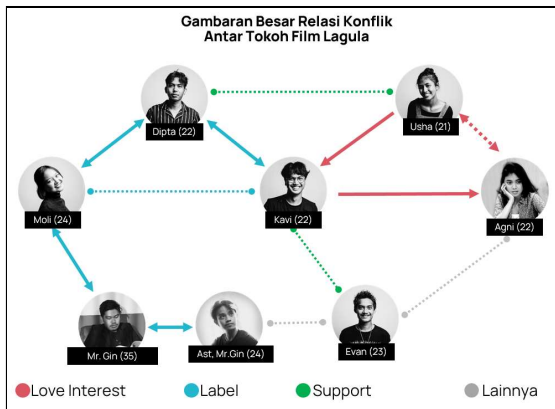 Gambaran Besar Relasi Konflik
Antar Tokoh Film Lagula
Dipta (22)
Usha (21)
Moli (24)
Kavi (22)
Agni (22)
Mr. Gin (35)
Ast, Mr.Gin (24)
Evan (23)
Love Interest
Label
Support
Lainnya